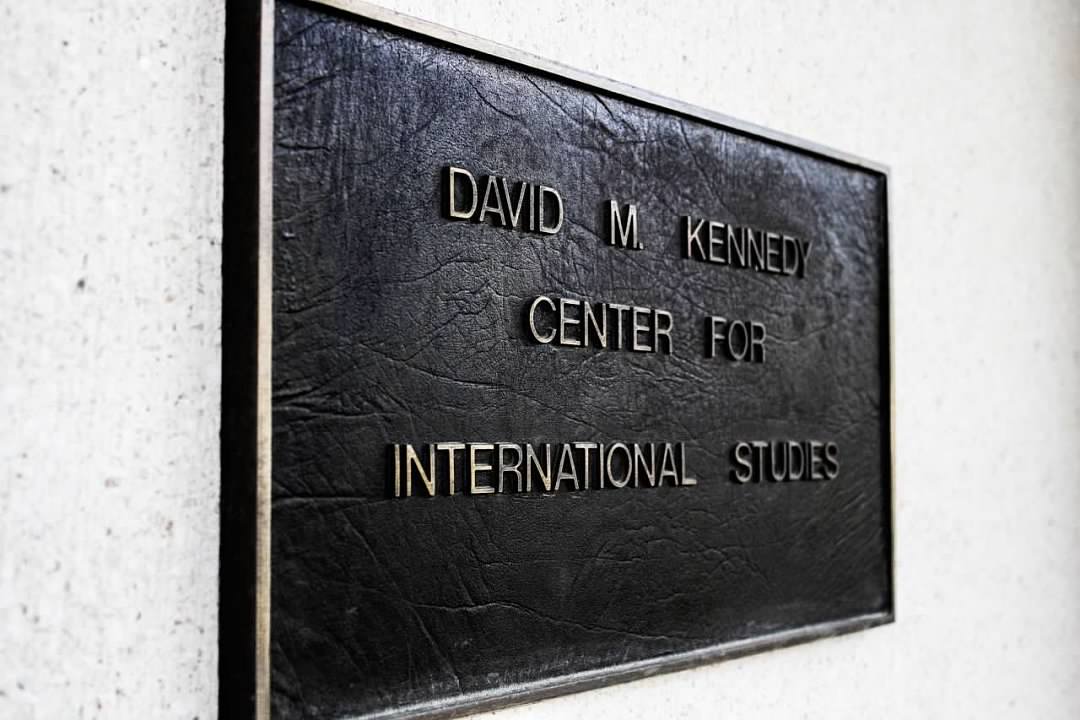 DAVID M. KENNEDY
CENTER FOR
INTERNATIONAL STUDIES